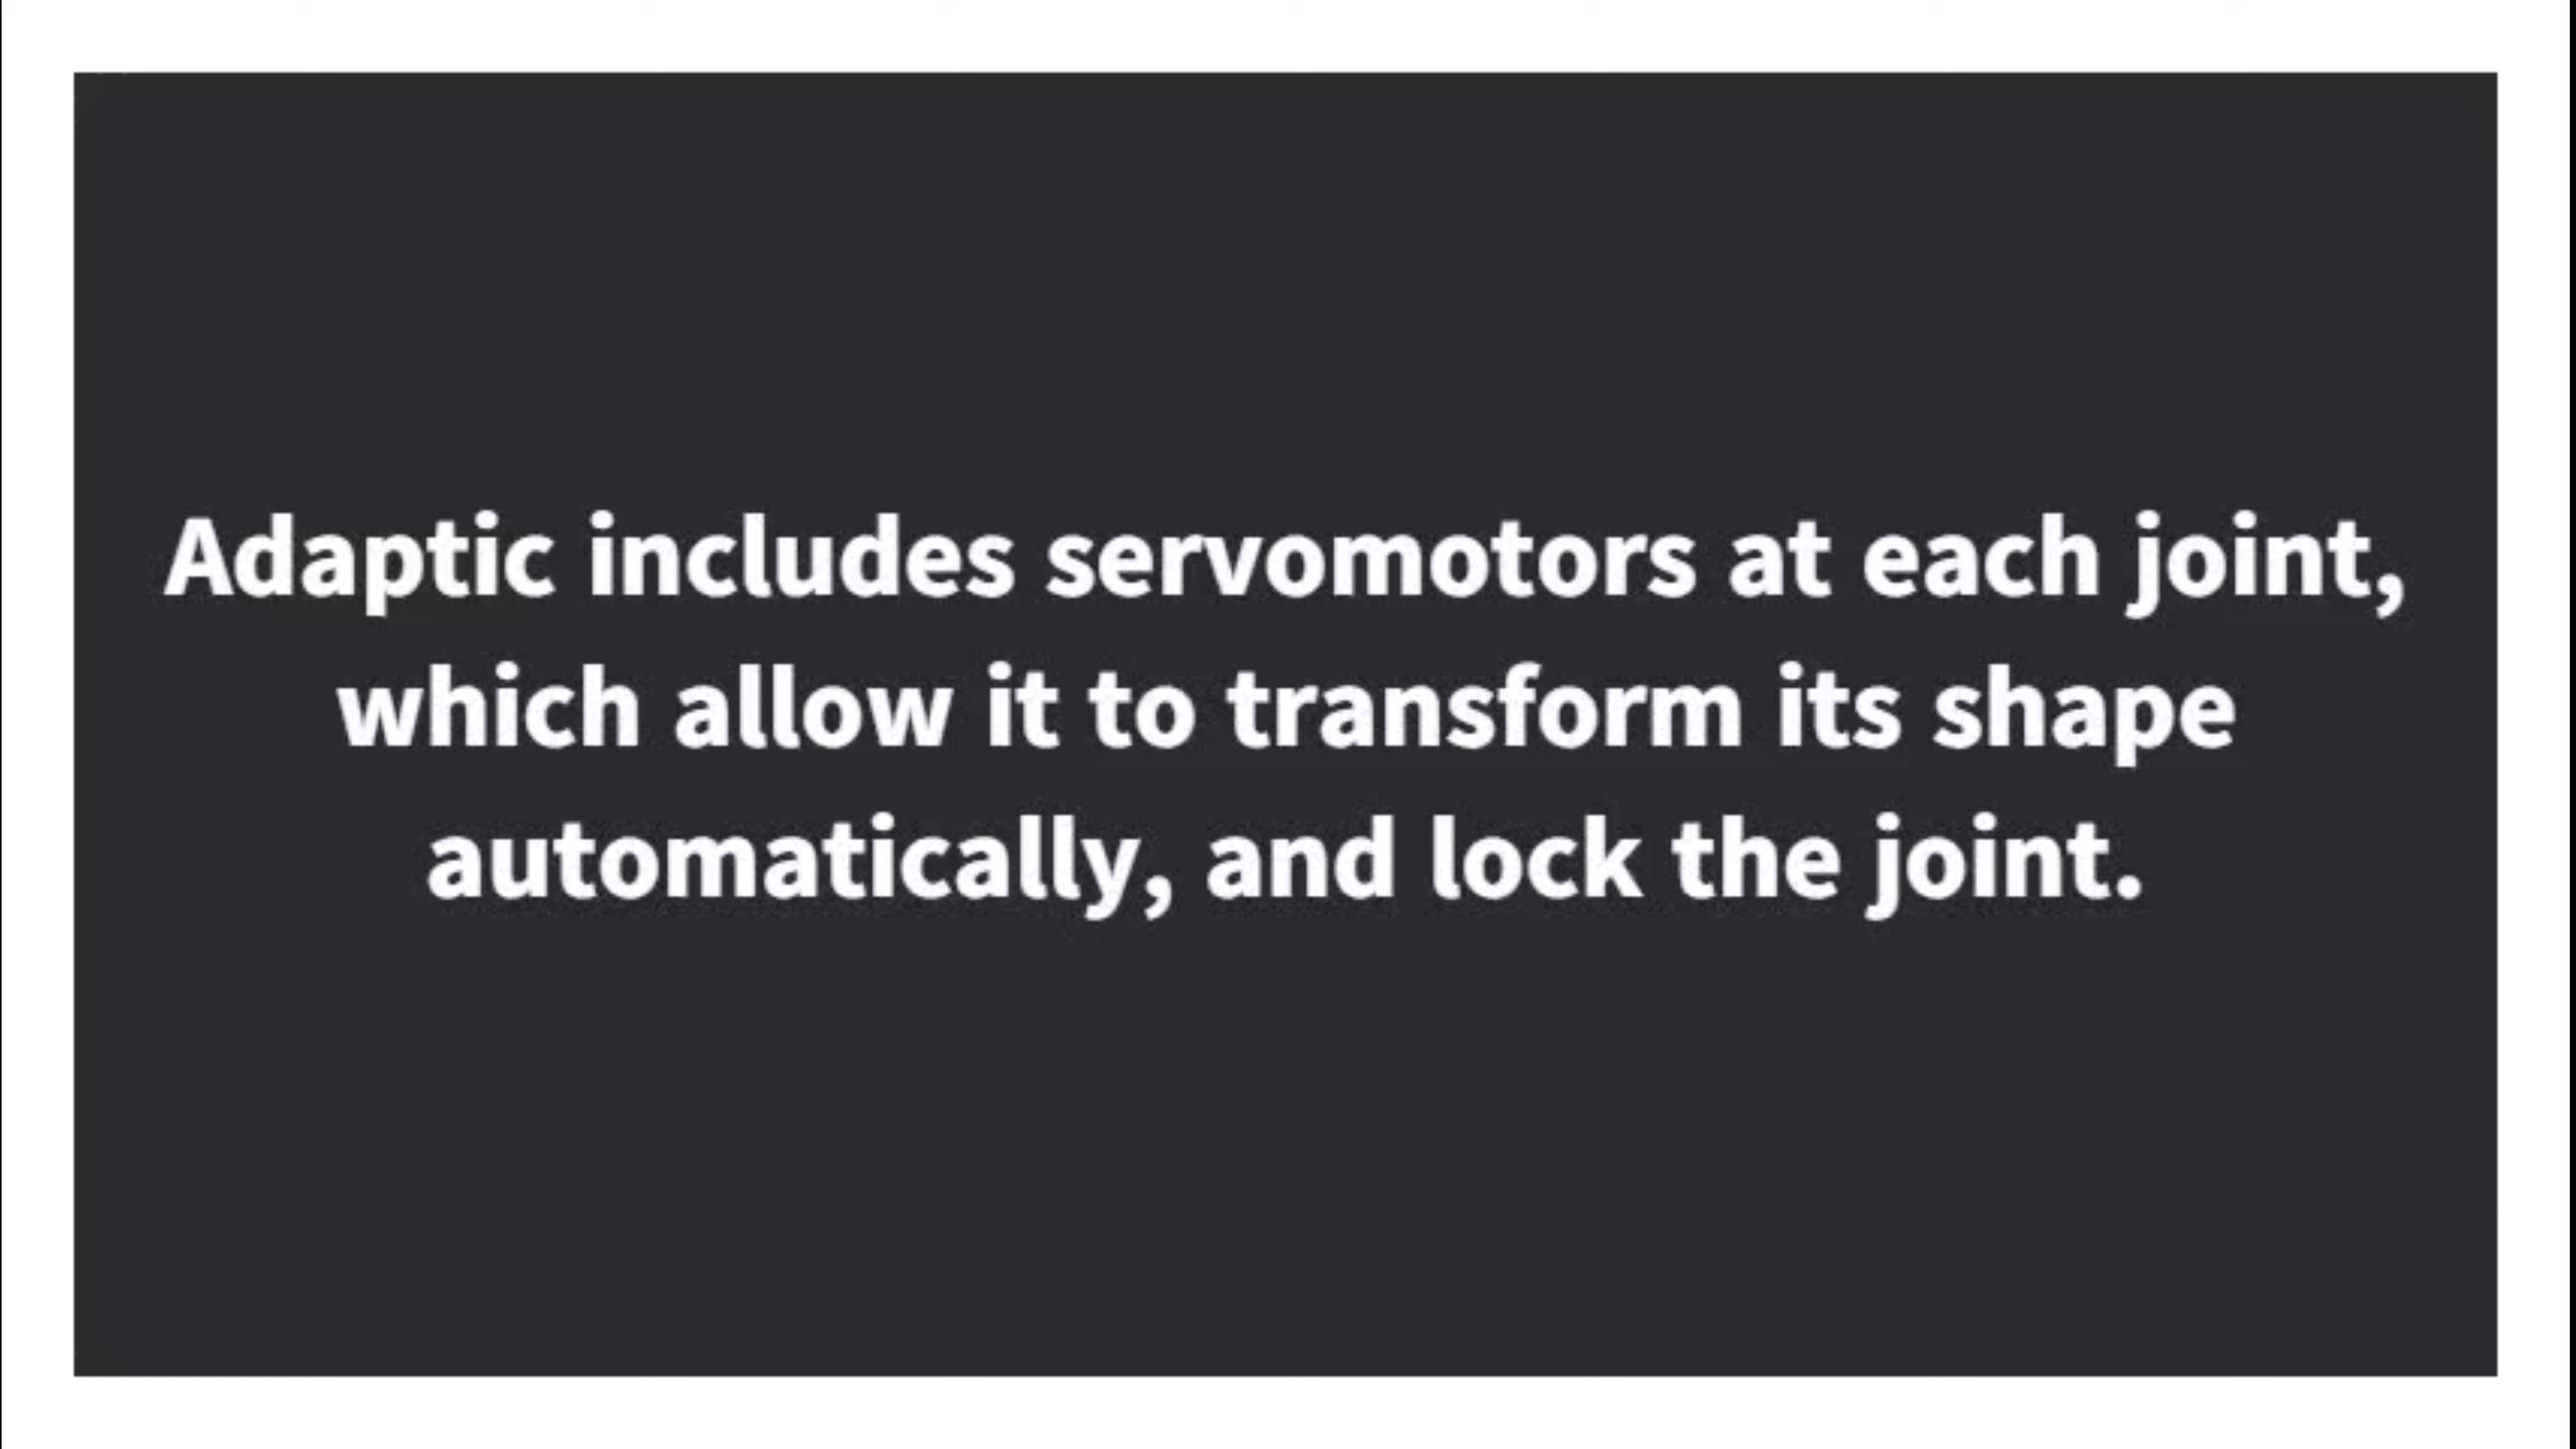 Adaptic includes servomotors at each joint,
which allow it to transform its shape
automatically, and lock the joint.